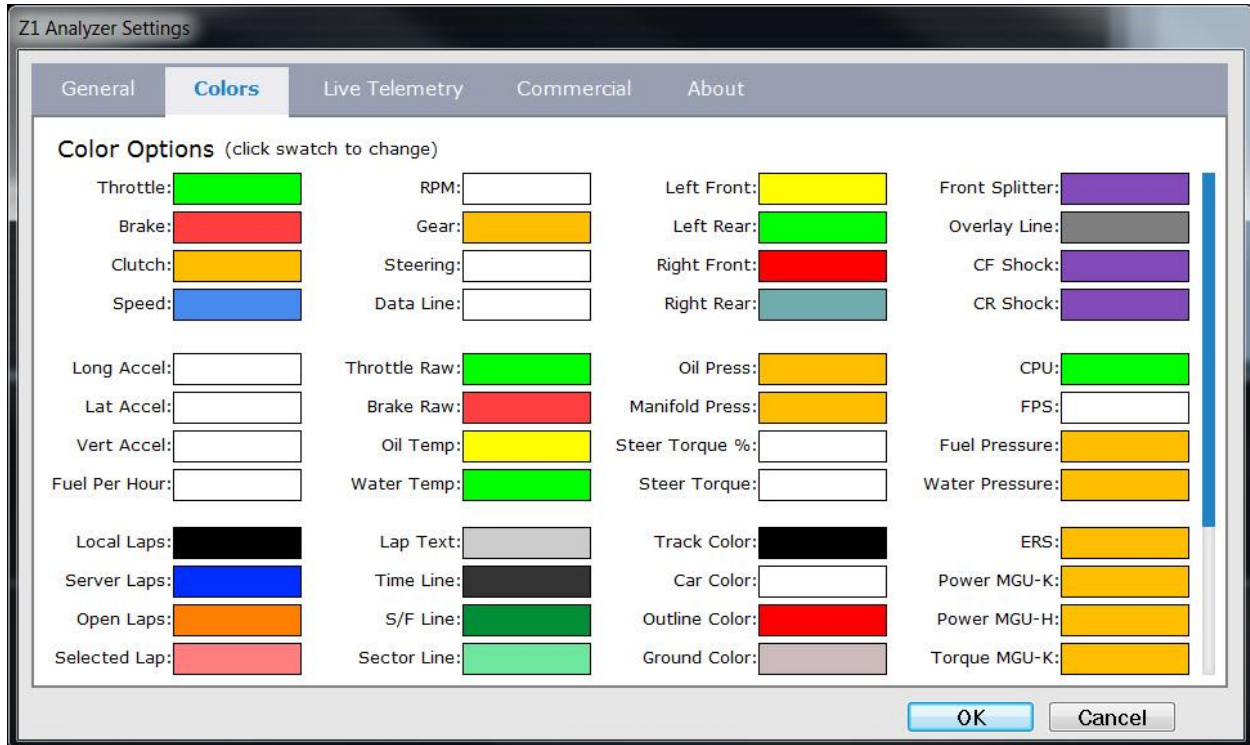 Z1 Analyzer Settings
General Colors Live Telemetry Commercial About
Color Options (click swatch to change)
Throttle: RPM: Left Front: Front Splitter:
Brake: Gear: Left Rear: Overlay Line:
Clutch: Steering: Right Front: CF Shock:
Speed: Data Line: Right Rear: CR Shock:
Long Accel: Throttle Raw: Oil Press: CPU:
Lat Accel: Brake Raw: Manifold Press: FPS:
Vert Accel: Oil Temp: Steer Torque %: Fuel Pressure:
Fuel Per Hour: Water Temp: Steer Torque: Water Pressure:
Local Laps: Lap Text: Track Color: ERS:
Server Laps: Time Line: Car Color: Power MGU-K:
Open Laps: S/F Line: Outline Color: Power MGU-H:
Selected Lap: Sector Line: Ground Color: Torque MGU-K:
OK Cancel